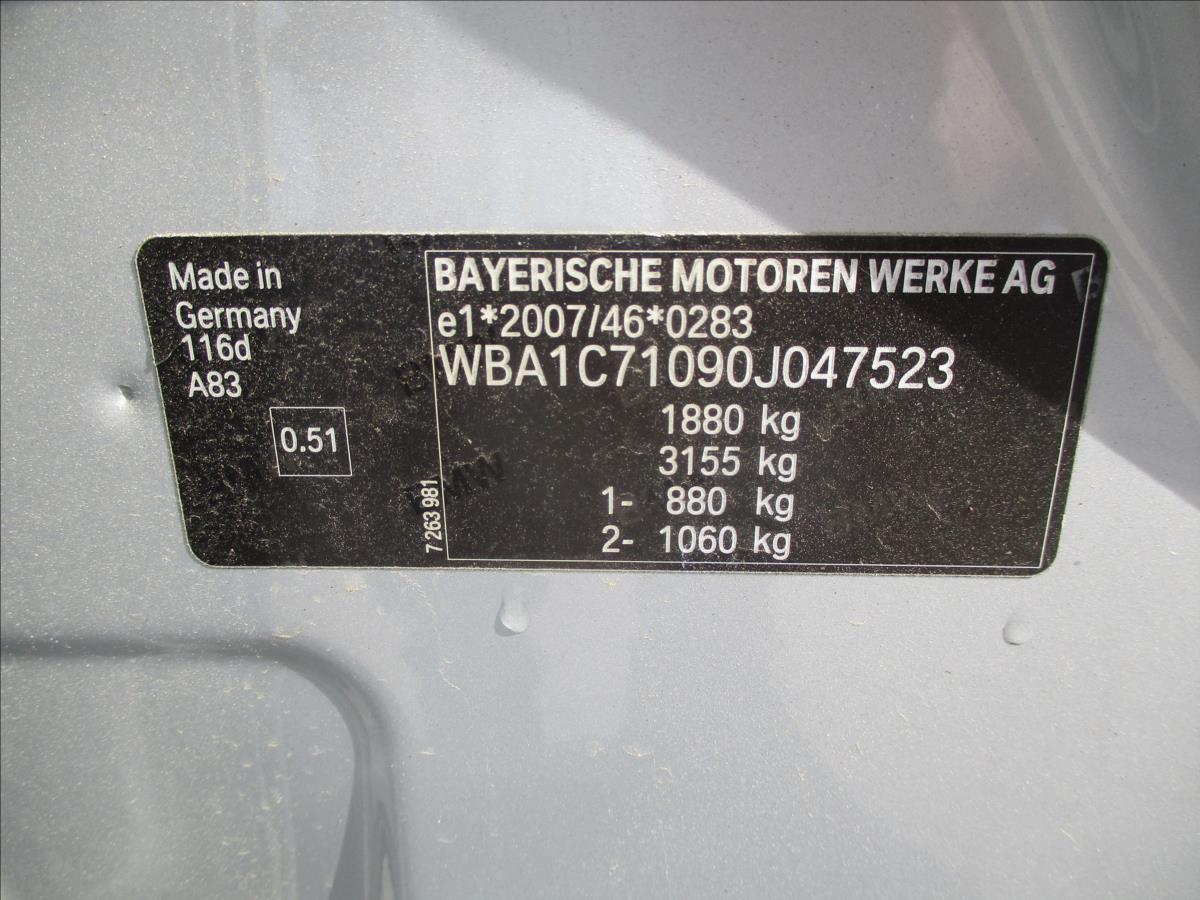 Made in
Germany
116d
A83
0.51
7 263 981
BAYERISCHE MOTOREN WERKE AG
e1*2007/46*0283
WBA1C71090J047523
1880 kg
3155 kg
1- 880 kg
2- 1060 kg
BMW